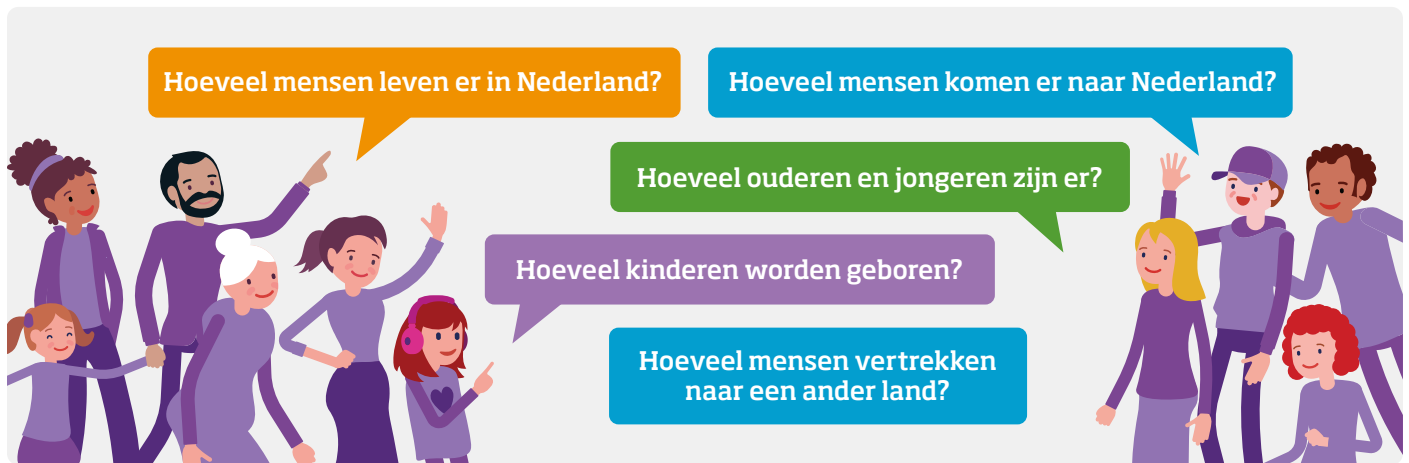 Hoeveel mensen leven er in Nederland?
Hoeveel mensen komen er naar Nederland?
Hoeveel ouderen en jongeren zijn er?
Hoeveel kinderen worden geboren?
Hoeveel mensen vertrekken
naar een ander land?